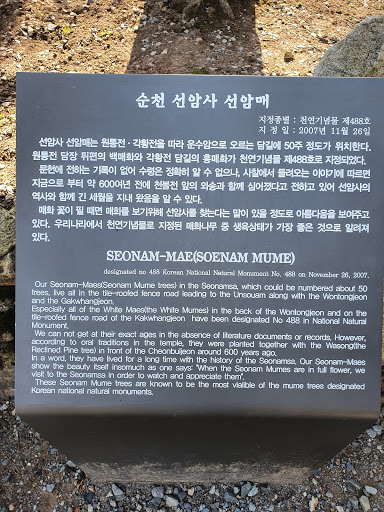 순천 선암사 선암매
지정종별 : 천연기념물 제488호
지 정 일 : 2007년 11월 26일
선암사 선암매는 원통전·각황전을 따라 운수암으로 오르는 담길에 50주 정도가 위치한다.
원통전 담장 뒤편의 백매화와 각황전 담길의 홍매화가 천연기념물 제488호로 지정되었다.
문헌에 전하는 기록이 없어 수령은 정확히 알 수 없으나, 사찰에서 들려오는 이야기에 따르면
지금으로 부터 약 600여년 전에 천불전 앞의 와송과 함께 심어졌다고 전하고 있어 선암사의
역사와 함께 긴 세월을 지내 왔음을 알 수 있다.
매화 꽃이 필 때면 매화를 보기위해 선암사를 찾는다는 말이 있을 정도로 아름다움을 보여주고
있다. 우리나라에서 천연기념물로 지정된 매화나무 중 생육상태가 가장 좋은 것으로 알려져
있다.
SEONAM-MAE(SOENAM MUME)
designated no 488 Korean National Natural Monument No. 488 on November 26, 2007.
Our Seonam-Maes(Seonam Mume trees) in the Seonamsa, which could be numbered about 50
trees, live all in the tile-roofed fence road leading to the Unsouam along with the Wontongjeon
and the Gakwhangjeon.
Especially all of the White Maes(the White Mumes) in the back of the Wontongjeon and on the
tile-roofed fence road of the Gakwhangjeon have been designated No 488 in National Natural
Monument.
We can not get at their exact ages in the absence of literature documents or records. However,
according to oral traditions in the temple, they were planted together with the Wasong(the
Reclined Pine tree) in front of the Cheonbuljeon around 600 years ago.
In a word, they have lived for a long time with the history of the Seonamsa. Our Seonam-Maes
show the beauty itself insomuch as one says: "When the Seonam Mumes are in full flower, we
visit to the Seonamsa in order to watch and appreciate them".
These Seonam Mume trees are known to be the most vialible of the mume trees designated
Korean national natural monuments.